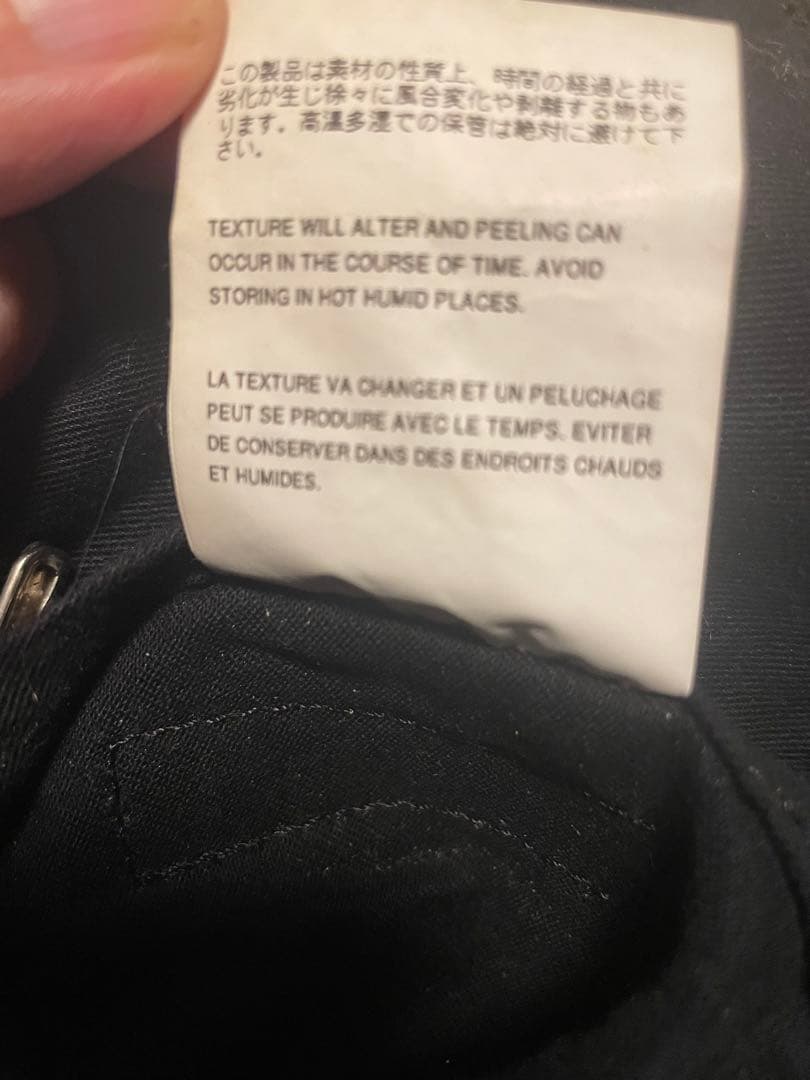 この製品は素材の性質上、時間の経過と共に
劣化が生じ徐々に風合変化や剥離する物もあ
ります。高温多湿での保管は絶対に避けて下
さい。
TEXTURE WILL ALTER AND PEELING CAN
OCCUR IN THE COURSE OF TIME. AVOID
STORING IN HOT HUMID PLACES.
LA TEXTURE VA CHANGER ET UN PELUCHAGE
PEUT SE PRODUIRE AVEC LE TEMPS. EVITER
DE CONSERVER DANS DES ENDROITS CHAUDS
ET HUMIDES.